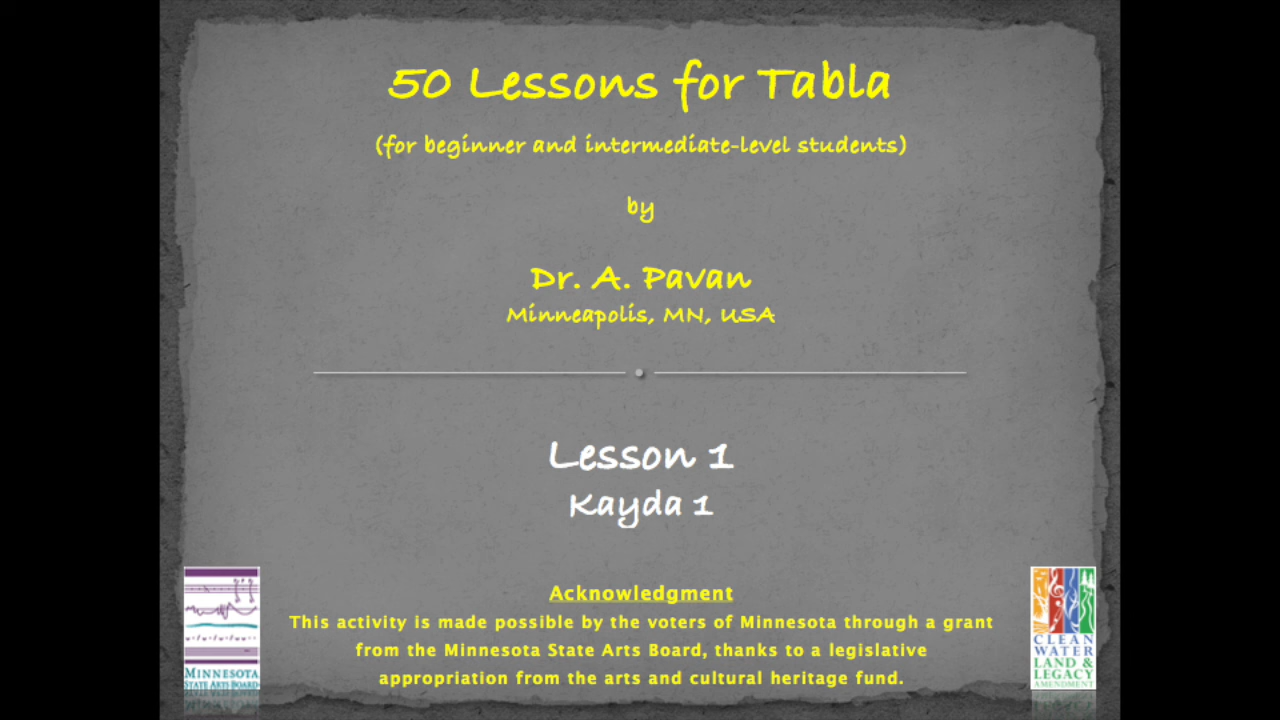 50 Lessons for Tabla
(for beginner and intermediate-level students)
by
Dr. A. Pavan
Minneapolis, MN, USA
Lesson 1
Kayda 1
Acknowledgment
This activity is made possible by the voters of Minnesota through a grant
from the Minnesota State Arts Board, thanks to a legislative
appropriation from the arts and cultural heritage fund.
MINNESOTA
STATE ARTS BOARD
CLEAN
WATER
LAND &
LEGACY
AMENDMENT